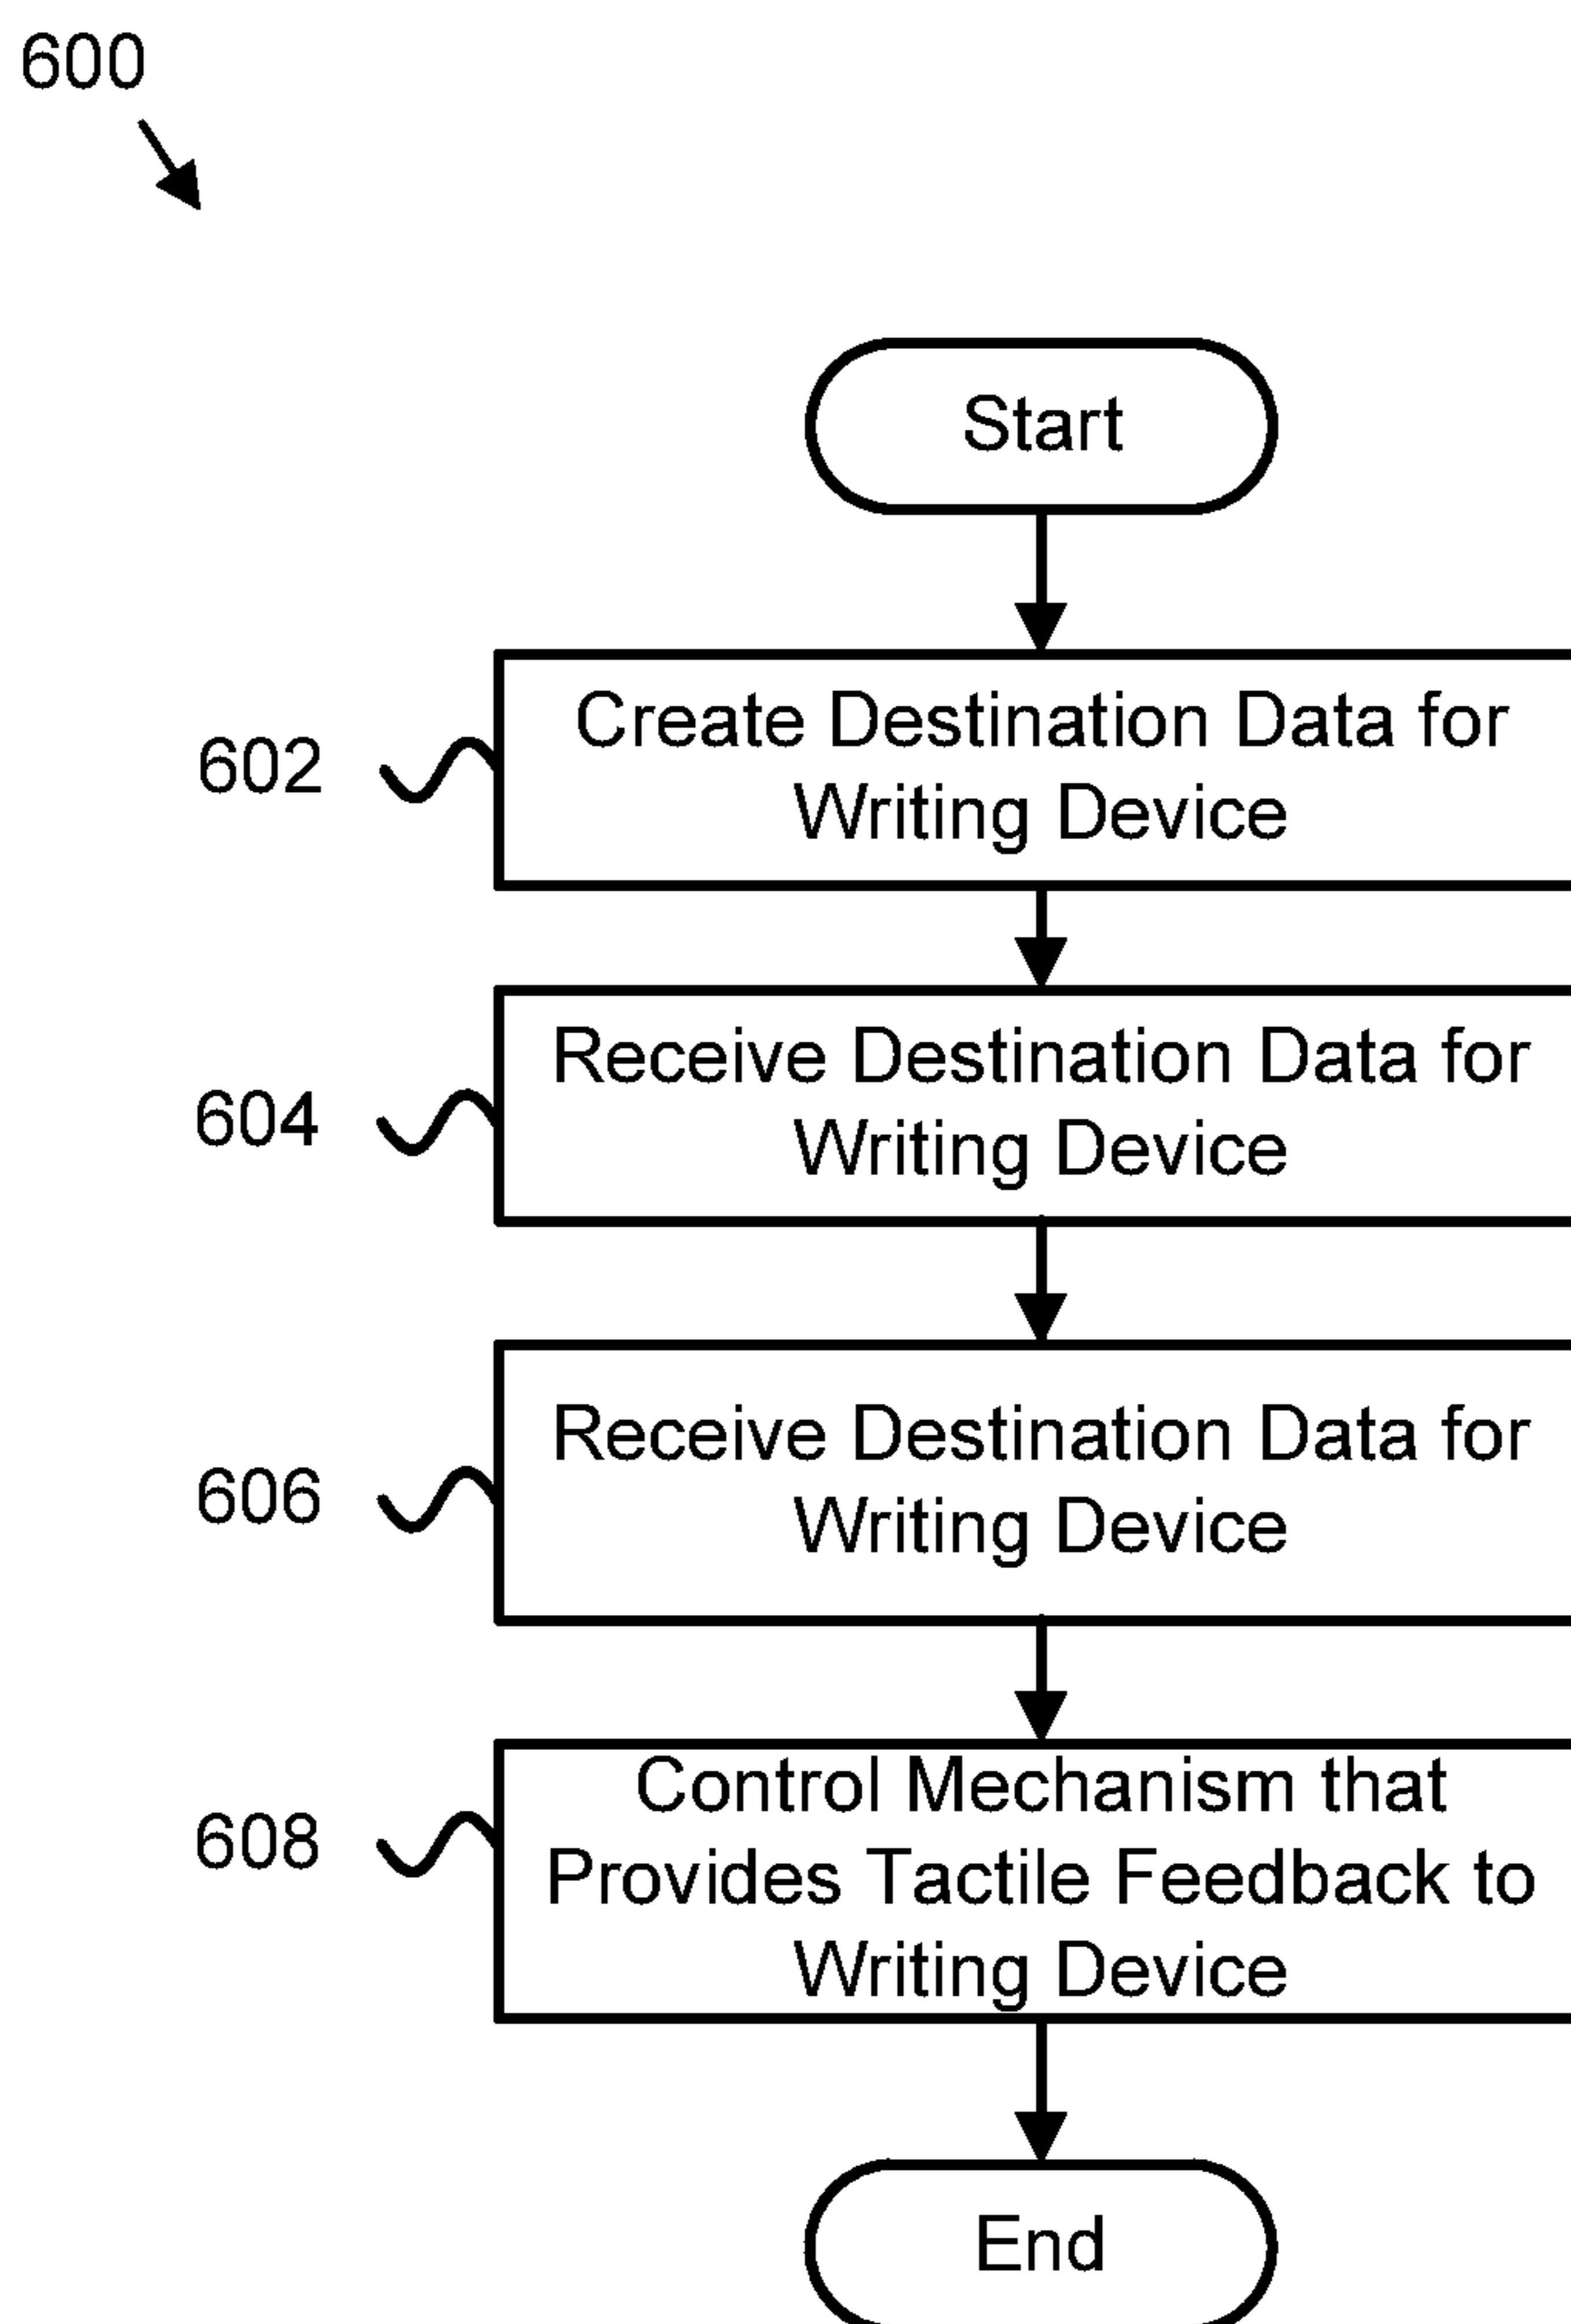 600
Start
602
Create Destination Data for
Writing Device
604
Receive Destination Data for
Writing Device
606
Receive Destination Data for
Writing Device
608
Control Mechanism that
Provides Tactile Feedback to
Writing Device
End